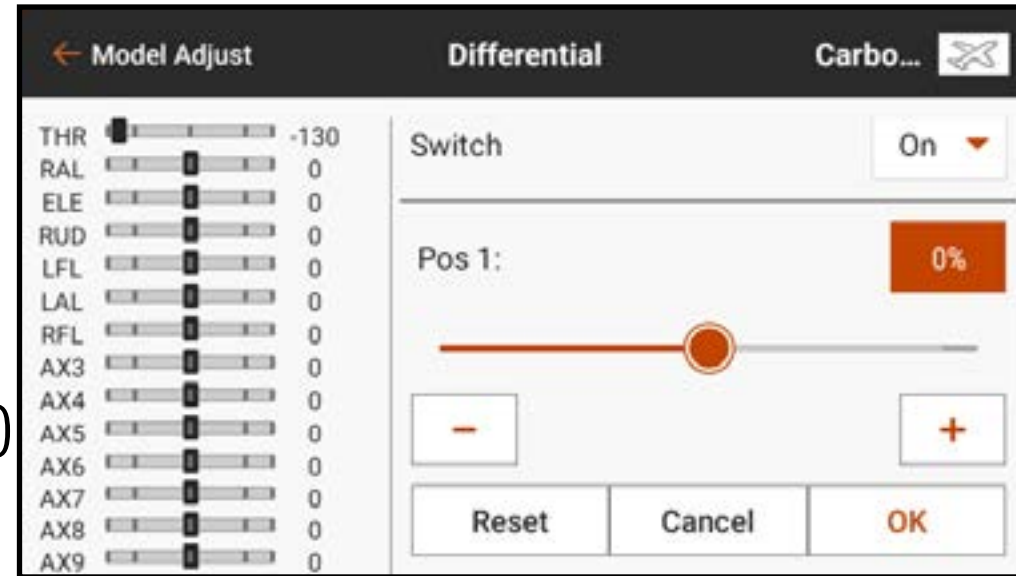 ← Model Adjust Differential Carbo...
THR -130
RAL 0
ELE 0
RUD 0
LFL 0
LAL 0
RFL 0
AX3 0
AX4 0
AX5 0
AX6 0
AX7 0
AX8 0
AX9 0
Switch On
Pos 1: 0%
− +
Reset Cancel OK
)